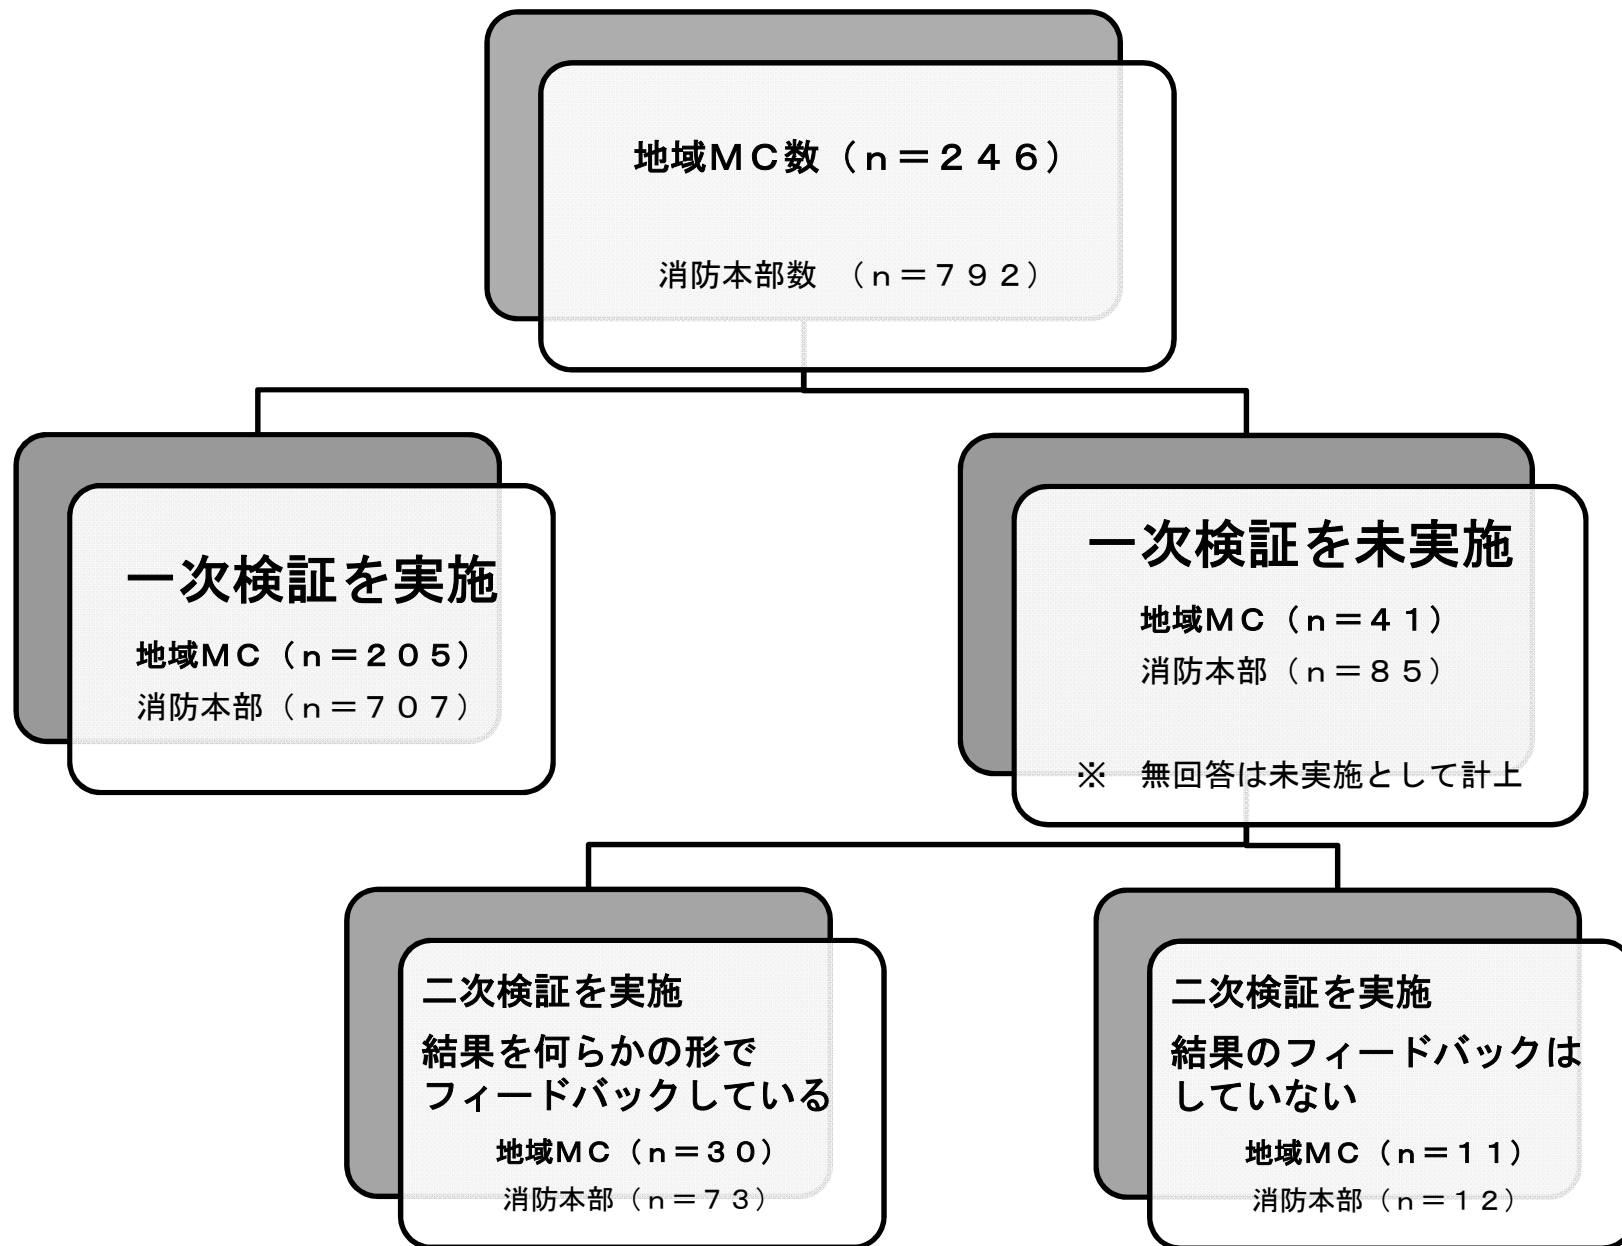 地域ＭＣ数（ｎ＝２４６）
消防本部数　（ｎ＝７９２）
一次検証を実施
地域ＭＣ（ｎ＝２０５）
消防本部（ｎ＝７０７）
一次検証を未実施
地域ＭＣ（ｎ＝４１）
消防本部（ｎ＝８５）
※　無回答は未実施として計上
二次検証を実施
結果を何らかの形で
フィードバックしている
地域ＭＣ（ｎ＝３０）
消防本部（ｎ＝７３）
二次検証を実施
結果のフィードバックは
していない
地域ＭＣ（ｎ＝１１）
消防本部（ｎ＝１２）